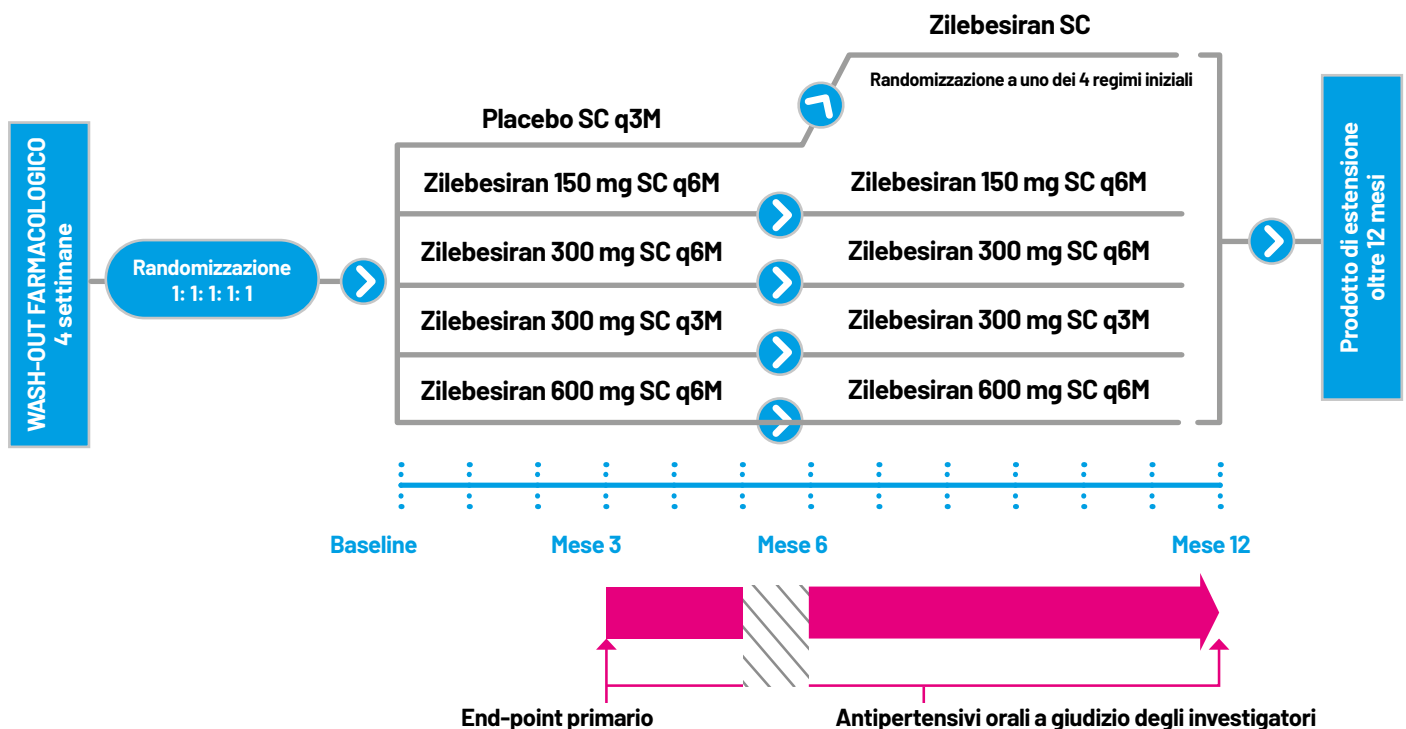 WASH-OUT FARMACOLOGICO
4 settimane
Randomizzazione
1: 1: 1: 1: 1
Placebo SC q3M
Zilebesiran SC
Randomizzazione a uno dei 4 regimi iniziali
Zilebesiran 150 mg SC q6M
Zilebesiran 150 mg SC q6M
Zilebesiran 300 mg SC q6M
Zilebesiran 300 mg SC q6M
Zilebesiran 300 mg SC q3M
Zilebesiran 300 mg SC q3M
Zilebesiran 600 mg SC q6M
Zilebesiran 600 mg SC q6M
Prodotto di estensione
oltre 12 mesi
Baseline
Mese 3
Mese 6
Mese 12
End-point primario
Antipertensivi orali a giudizio degli investigatori